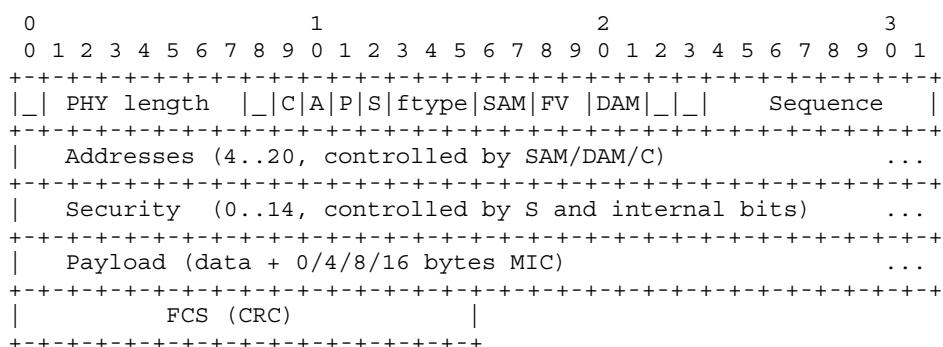 0                   1                   2                   3
 0 1 2 3 4 5 6 7 8 9 0 1 2 3 4 5 6 7 8 9 0 1 2 3 4 5 6 7 8 9 0 1
+-+-+-+-+-+-+-+-+-+-+-+-+-+-+-+-+-+-+-+-+-+-+-+-+-+-+-+-+-+-+-+-+
|_| PHY length  |_|C|A|P|S|ftype|SAM|FV |DAM|_|_|    Sequence   |
+-+-+-+-+-+-+-+-+-+-+-+-+-+-+-+-+-+-+-+-+-+-+-+-+-+-+-+-+-+-+-+-+
|   Addresses (4..20, controlled by SAM/DAM/C)               ...
+-+-+-+-+-+-+-+-+-+-+-+-+-+-+-+-+-+-+-+-+-+-+-+-+-+-+-+-+-+-+-+-+
|   Security  (0..14, controlled by S and internal bits)     ...
+-+-+-+-+-+-+-+-+-+-+-+-+-+-+-+-+-+-+-+-+-+-+-+-+-+-+-+-+-+-+-+-+
|   Payload (data + 0/4/8/16 bytes MIC)                      ...
+-+-+-+-+-+-+-+-+-+-+-+-+-+-+-+-+-+-+-+-+-+-+-+-+-+-+-+-+-+-+-+-+
|          FCS (CRC)            |
+-+-+-+-+-+-+-+-+-+-+-+-+-+-+-+-+